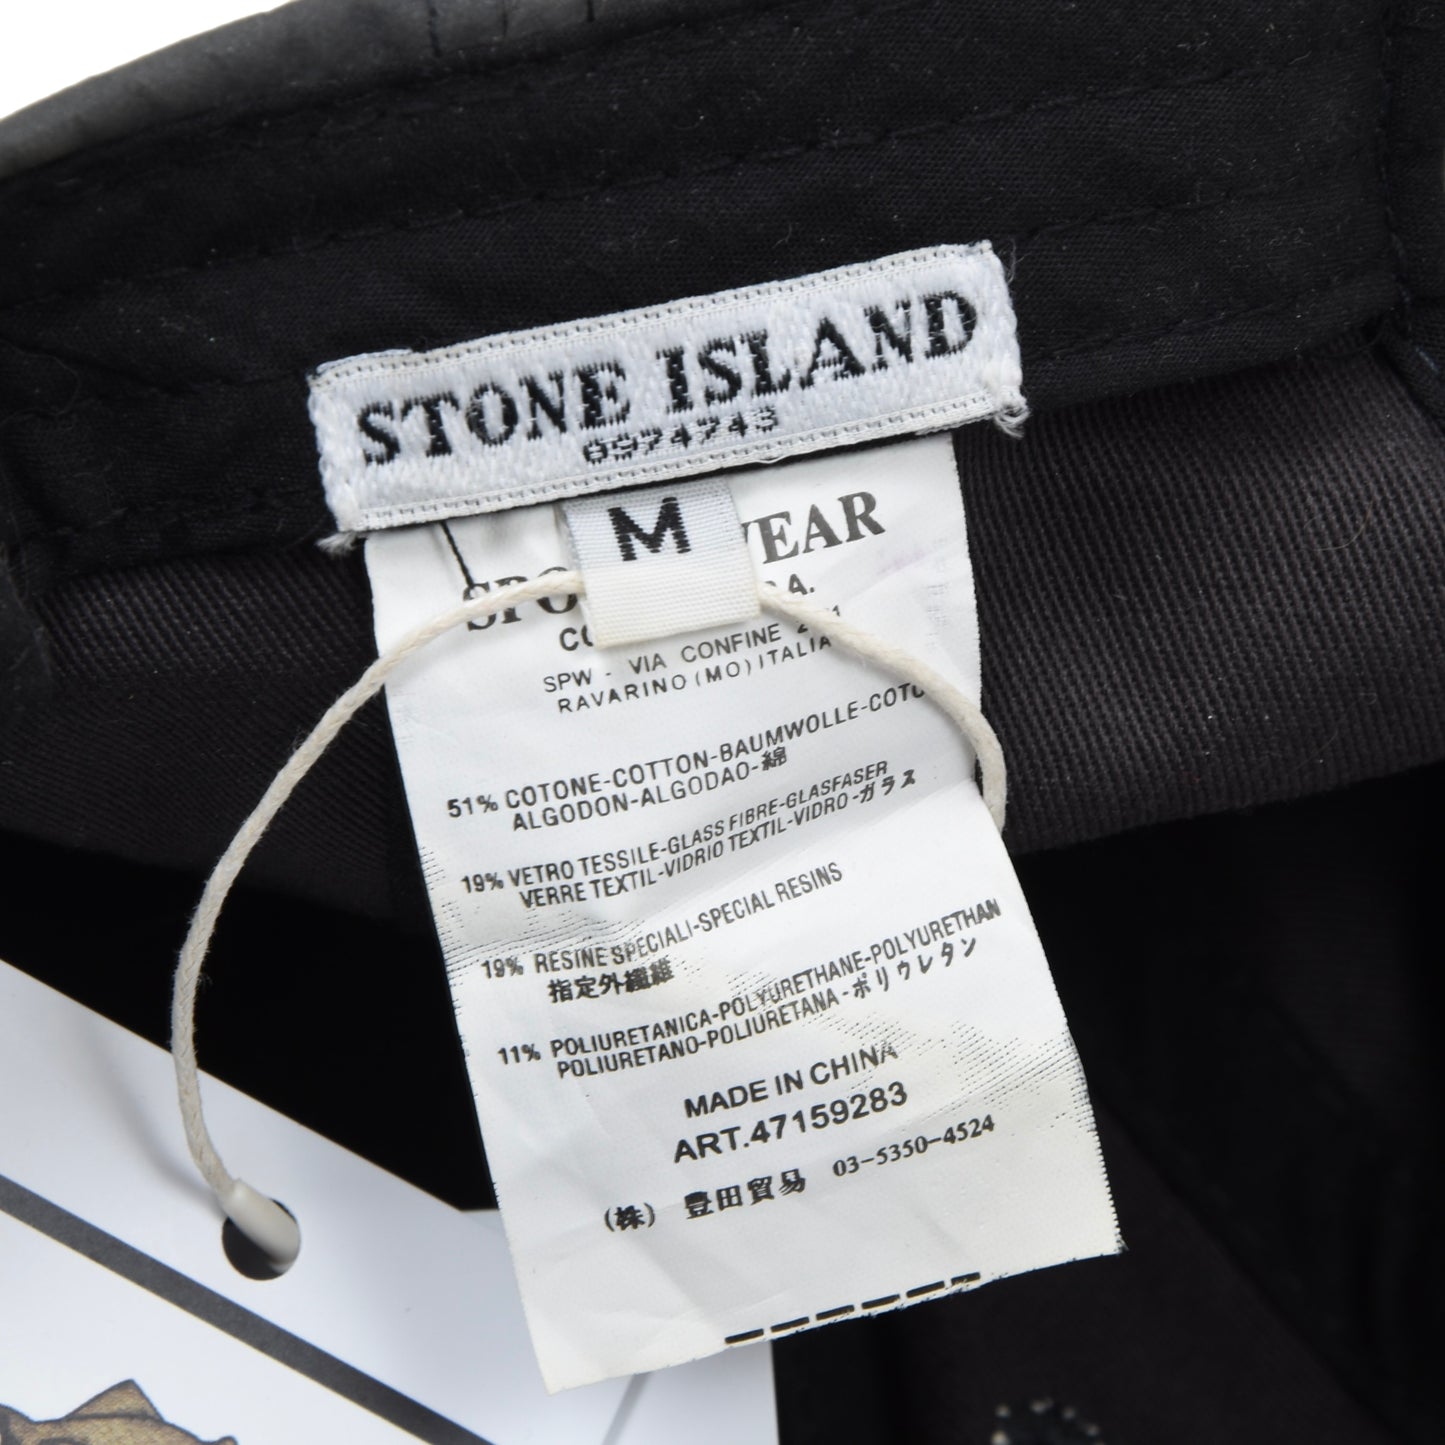 STONE ISLAND
6974743
M
SPW - VIA CONFINE
RAVARINO (MO) ITALIA
51% COTONE-COTTON-BAUMWOLLE-
ALGODON-ALGODAO-綿
19% VETRO TESSILE-GLASS FIBRE-GLASFASER
VERRE TEXTIL-VIDRIO TEXTIL-VIDRO-ガラス
19% RESINE SPECIALI-SPECIAL RESINS
指定外繊維
11% POLIURETANICA-POLYURETHANE-POLYURETHAN
POLIURETANO-POLIURETANA-ポリウレタン
MADE IN CHINA
ART.47159283
(株) 豊田貿易 03-5350-4524